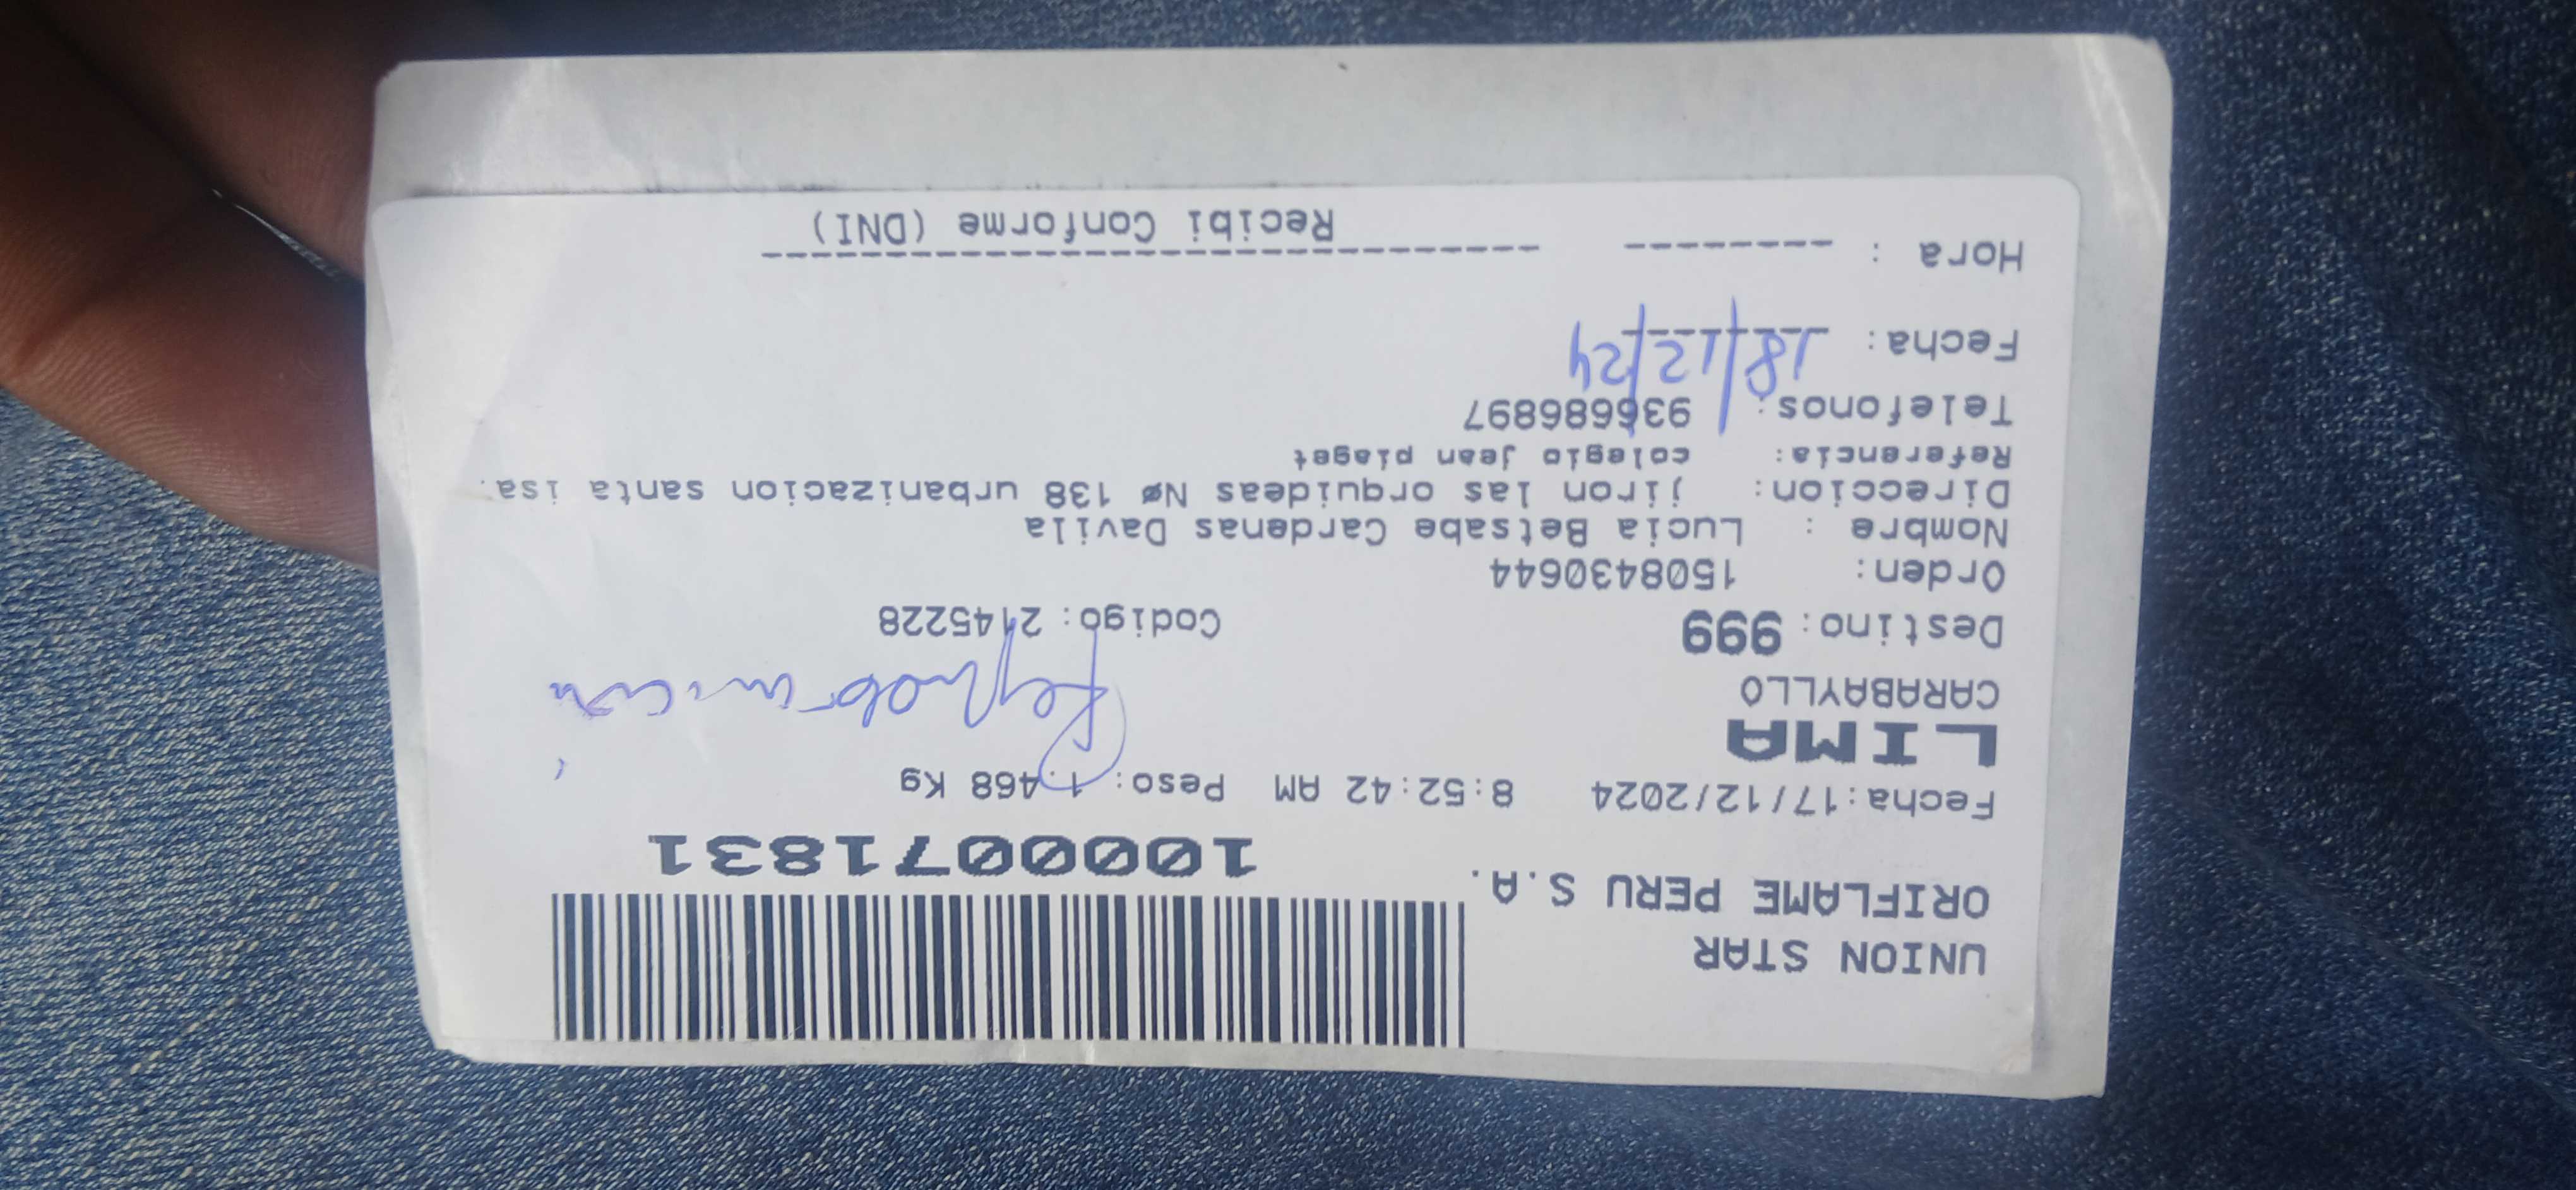 UNION STAR
ORIFLAME PERU S.A.
1000071831
Fecha:17/12/2024 8:52:42 AM Peso: 1.468 Kg
LIMA
CARABAYLLO
Destino: 999 Codigo: 2145228
Orden: 1508430644
Nombre : Lucia Betsabe Cardenas Davila
Direccion: jiron las orquideas Nø 138 urbanizacion santa isa.
Referencia: colegio jean piaget
Telefonos: 936686897
Fecha: 18/12/24
Hora :
Recibi Conforme (DNI)